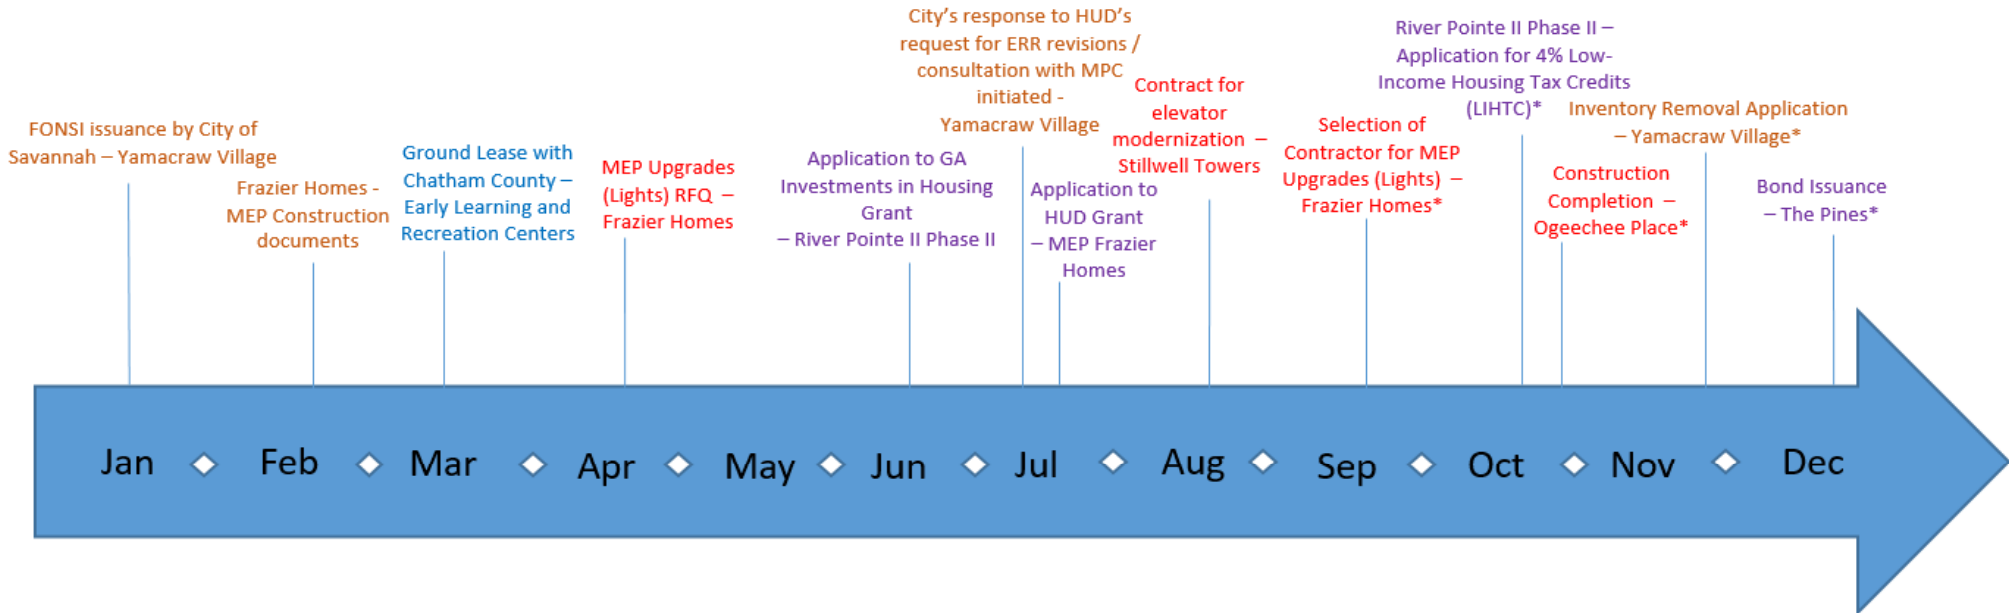 FONSI issuance by City of
Savannah – Yamacraw Village
Frazier Homes -
MEP Construction
documents
Ground Lease with
Chatham County –
Early Learning and
Recreation Centers
MEP Upgrades
(Lights) RFQ –
Frazier Homes
Application to GA
Investments in Housing
Grant
– River Pointe II Phase II
City's response to HUD's
request for ERR revisions /
consultation with MPC
initiated -
Yamacraw Village
Application to
HUD Grant
– MEP Frazier
Homes
Contract for
elevator
modernization –
Stillwell Towers
Selection of
Contractor for MEP
Upgrades (Lights) –
Frazier Homes*
River Pointe II Phase II –
Application for 4% Low-
Income Housing Tax Credits
(LIHTC)*
Construction
Completion –
Ogeechee Place*
Inventory Removal Application
– Yamacraw Village*
Bond Issuance
– The Pines*
Jan
Feb
Mar
Apr
May
Jun
Jul
Aug
Sep
Oct
Nov
Dec